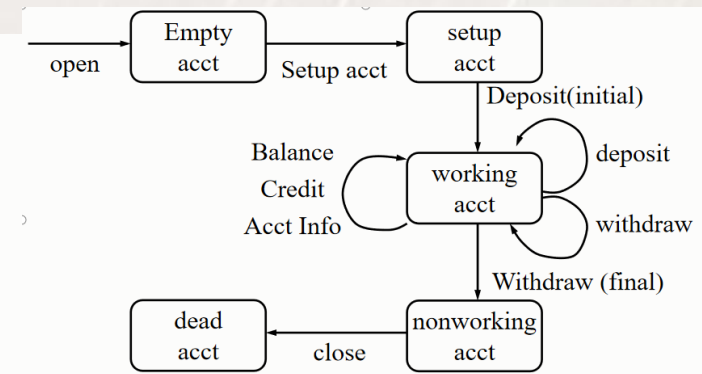 Empty
acct
open
Setup acct
setup
acct
Deposit(initial)
Balance
Credit
Acct Info
working
acct
deposit
withdraw
Withdraw (final)
nonworking
acct
close
dead
acct